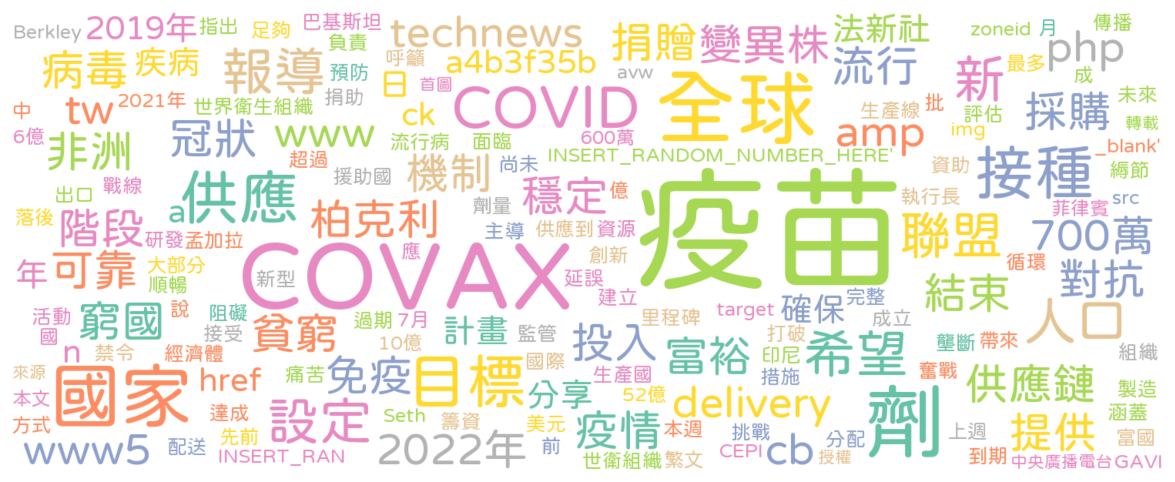 Berkley 2019年 指出 足夠 巴基斯坦 technews 捐贈 變異株 法新社 zoneid 月 傳播
病毒 疾病 報導 負責 預防 呼籲 a4b3f35b avw 流行 php
中 tw 2021年 世界衛生組織 捐助 日 首圖 COVID 全球 新 最多 成 未來
6億 非洲 冠狀 www ck 流行病 面臨 600萬 amp 生產線 批 評估 採購 轉載
出口 戰線 超過 援助國 機制 尚未 INSERT_RANDOM_NUMBER_HERE' img 資助 _blank'
落後 階段 a 供應 柏克利 劑量 穩定 億 疫苗 執行長 接種 縟節 src
研發 孟加拉 主導 供應到 資源 聯盟 菲律賓 700萬
年 可靠 大部分 順暢 新型 COVAX 應 延誤 創新 建立 循環 對抗
活動 國 窮國 說 阻礙 接受 過期 7月 計畫 監管 里程碑 target 確保 完整 成立 結束 人口
n 禁令 經濟體 貧窮 10億 投入 富裕 打破 印尼 希望 壟斷 帶來 組織
來源 本文 國家 href 痛苦 免疫 目標 國際 生產國 措施 奮戰 供應鏈 製造
方式 達成 設定 Seth 籌資 分享 美元 52億 delivery 劑 涵蓋
www5 配送 先前 2022年 前 疫情 本週 挑戰 cb 分配 上週 提供 富國
INSERT_RAN 世衛組織 繁文 CEPI 授權 到期 中央廣播電台 GAVI